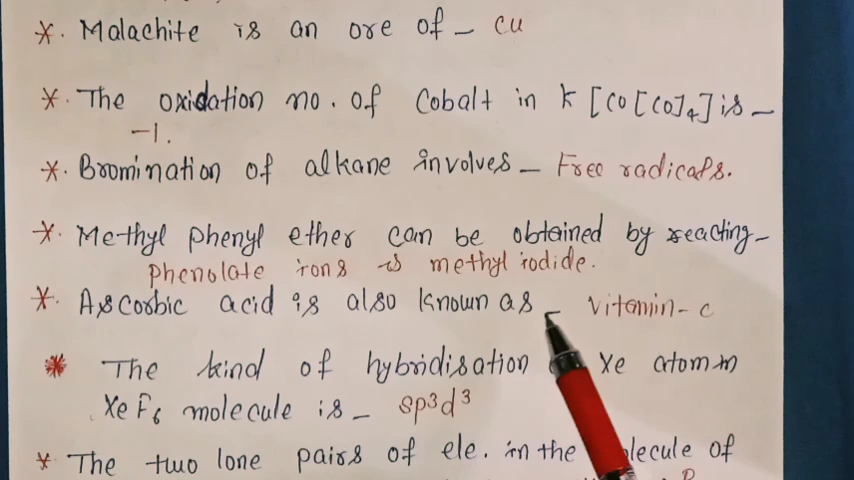 *. Malachite is an ore of - cu
*. The oxidation no. of Cobalt in K [CO [CO]4] is -
-1.
*. Bromination of alkane involves - Free radicals.
*. Methyl phenyl ether can be obtained by reacting -
Phenolate irons is methyl iodide.
*. Ascorbic acid is also known as - vitamin - c
* The kind of hybridisation Xe atom in
XeF6 molecule is - sp³d³
* The two lone pairs of ele. in the molecule of